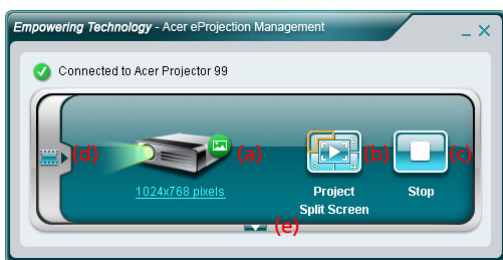 Empowering Technology - Acer eProjection Management
Connected to Acer Projector 99
(d)
(a)
(b)
(c)
1024x768 pixels
Project
Split Screen
Stop
(e)